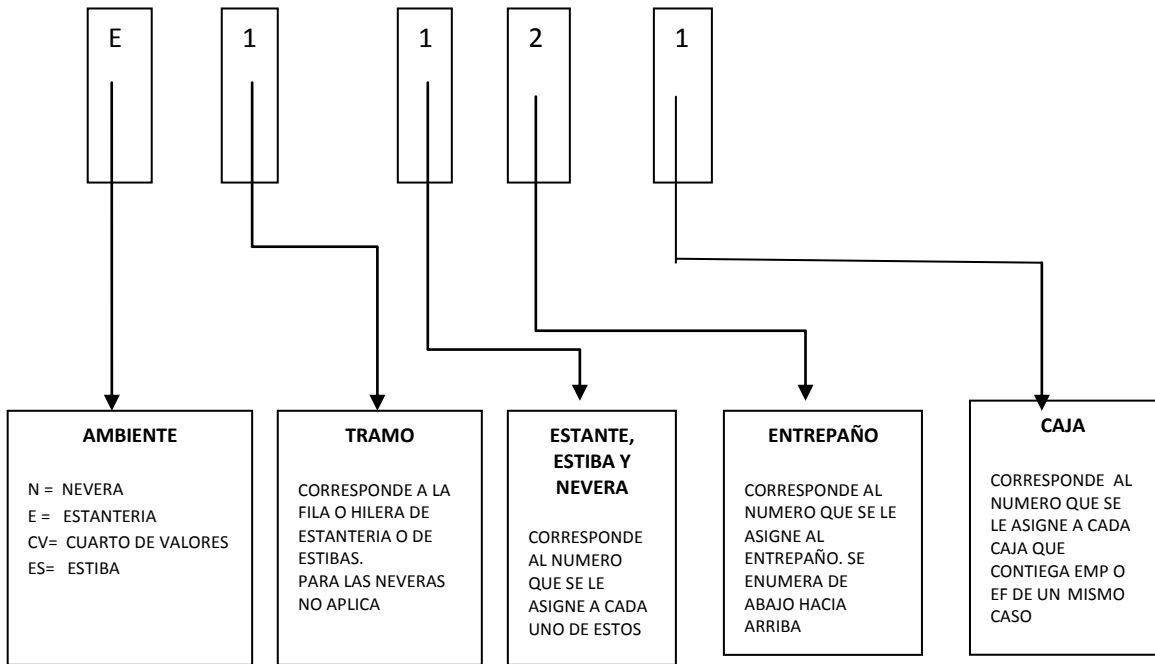 E 1 1 2 1
AMBIENTE
N = NEVERA
E = ESTANTERIA
CV= CUARTO DE VALORES
ES= ESTIBA
TRAMO
CORRESPONDE A LA
FILA O HILERA DE
ESTANTERIA O DE
ESTIBAS.
PARA LAS NEVERAS
NO APLICA
ESTANTE,
ESTIBA Y
NEVERA
CORRESPONDE
AL NUMERO
QUE SE LE
ASIGNE A CADA
UNO DE ESTOS
ENTREPAÑO
CORRESPONDE AL
NUMERO QUE SE LE
ASIGNE AL
ENTREPAÑO. SE
ENUMERA DE
ABAJO HACIA
ARRIBA
CAJA
CORRESPONDE AL
NUMERO QUE SE
LE ASIGNE A CADA
CAJA QUE
CONTIEGA EMP O
EF DE UN MISMO
CASO